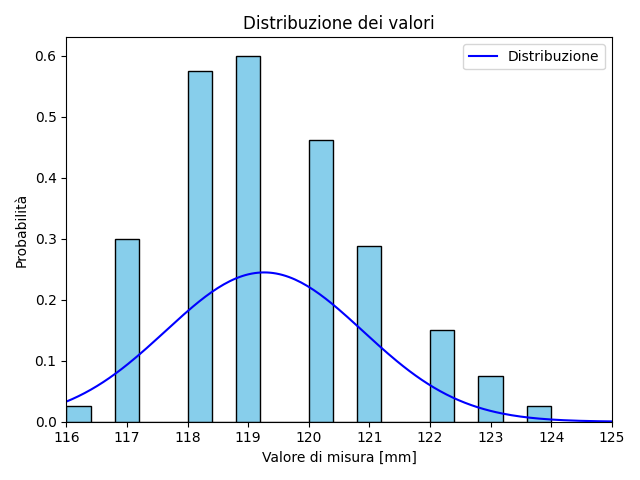 Distribuzione dei valori
Distribuzione
0.6
0.5
0.4
0.3
0.2
0.1
0.0
Probabilità
116 117 118 119 120 121 122 123 124 125
Valore di misura [mm]